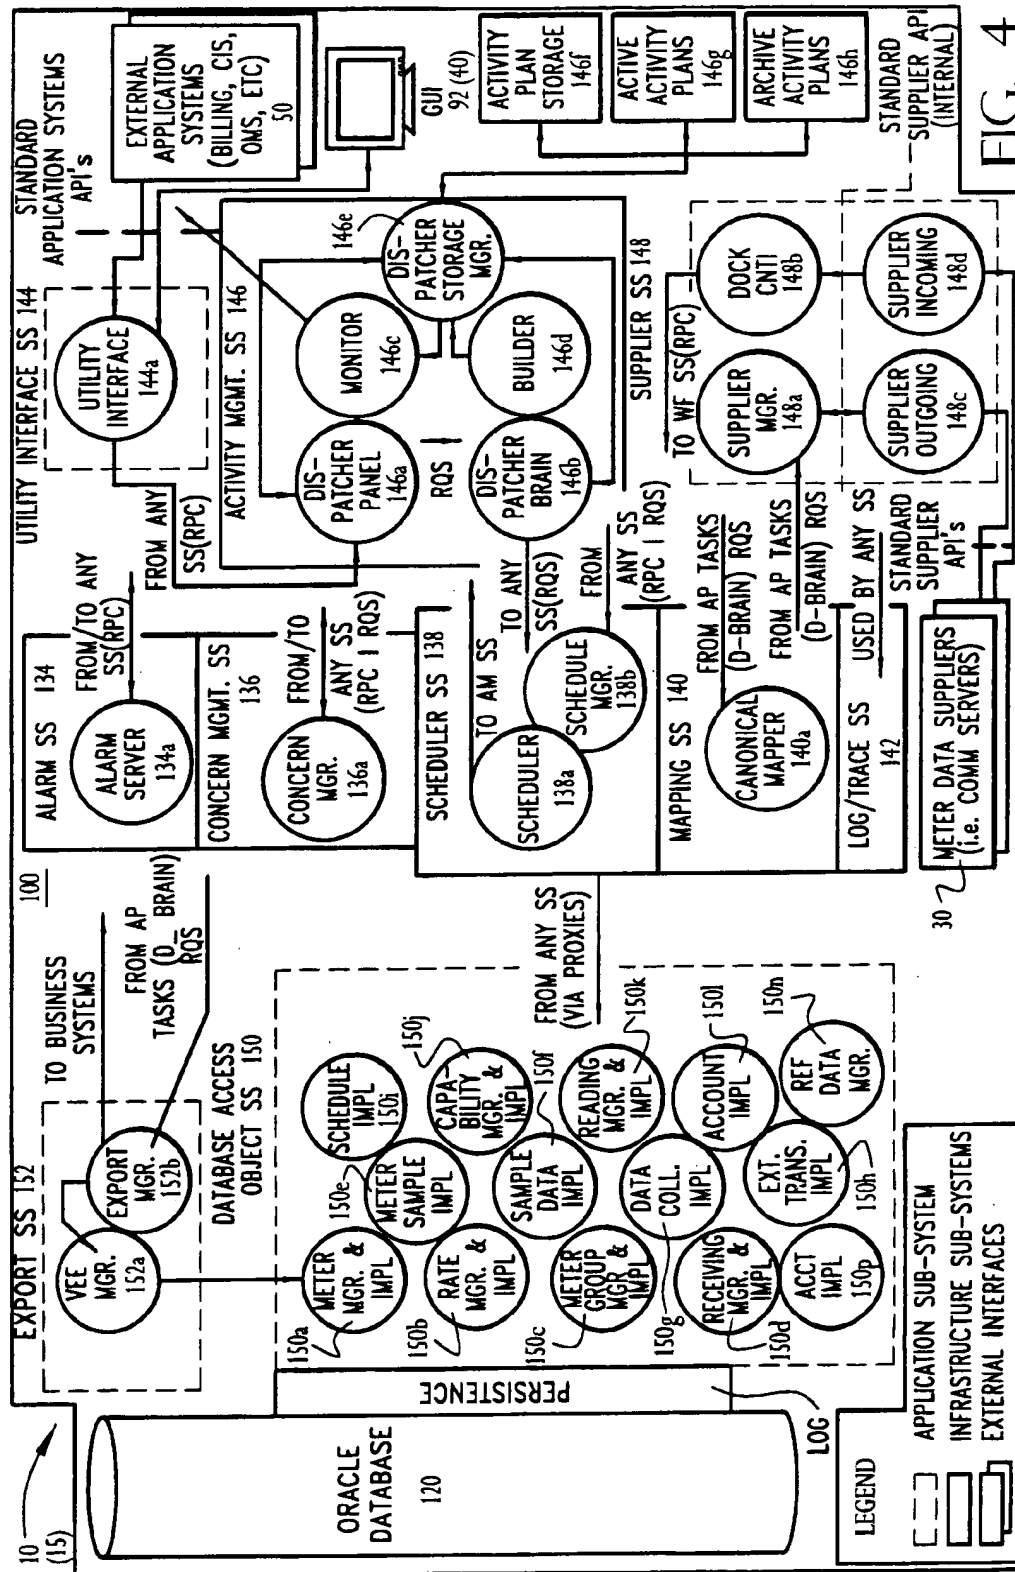 10
(15)
100
EXPORT SS 152
VEE
MGR.
152a
EXPORT
MGR.
152b
TO BUSINESS
SYSTEMS
FROM AP
TASKS (D_ BRAIN)
RQS
DATABASE ACCESS
OBJECT SS 150
ORACLE
DATABASE
120
PERSISTENCE
LOG
METER
MGR. &
IMPL
150a
RATE
MGR. &
IMPL
150b
METER
GROUP
MGR &
IMPL
150c
RECEIVING
MGR. &
IMPL
150d
ACCT
IMPL
150p
METER
SAMPLE
IMPL
150e
SAMPLE
DATA
IMPL
150f
DATA
COLL.
IMPL
150g
EXT.
TRANS.
IMPL
150h
SCHEDULE
IMPL
150i
CAPA-
BILITY
MGR. &
IMPL
150j
READING
MGR. &
IMPL
150k
ACCOUNT
IMPL
150l
REF
DATA
MGR.
150n
FROM ANY SS
(VIA PROXIES)
LEGEND
APPLICATION SUB-SYSTEM
INFRASTRUCTURE SUB-SYSTEMS
EXTERNAL INTERFACES
ALARM SS 134
ALARM
SERVER
134a
FROM/TO ANY
SS(RPC)
CONCERN MGMT. SS
136
CONCERN
MGR.
136a
FROM/TO
ANY SS
(RPC | RQS)
SCHEDULER SS 138
SCHEDULER
138a
SCHEDULE
MGR.
138b
TO AM SS
TO ANY
SS(RQS)
FROM
ANY SS
(RPC | RQS)
MAPPING SS 140
CANONICAL
MAPPER
140a
FROM AP TASKS
(D-BRAIN) RQS
LOG/TRACE SS
142
USED BY ANY SS
METER DATA SUPPLIERS
(i.e. COMM SERVERS)
30
STANDARD
SUPPLIER
API's
UTILITY INTERFACE SS 144
UTILITY
INTERFACE
144a
FROM ANY
SS(RPC)
STANDARD
APPLICATION SYSTEMS
API's
EXTERNAL
APPLICATION
SYSTEMS
(BILLING, CIS,
OMS, ETC)
50
GUI
92 (40)
ACTIVITY MGMT. SS 146
DIS-
PATCHER
PANEL
146a
RQS
DIS-
PATCHER
BRAIN
146b
MONITOR
146c
BUILDER
146d
DIS-
PATCHER
STORAGE
MGR.
146e
ACTIVITY
PLAN
STORAGE
146f
ACTIVE
ACTIVITY
PLANS
146g
ARCHIVE
ACTIVITY
PLANS
146h
SUPPLIER SS 148
TO WF SS(RPC)
SUPPLIER
MGR.
148a
DOCK
CNTI
148b
SUPPLIER
OUTGOING
148c
SUPPLIER
INCOMING
148d
FROM AP TASKS
(D-BRAIN) RQS
STANDARD
SUPPLIER API
(INTERNAL)
FIG. 4